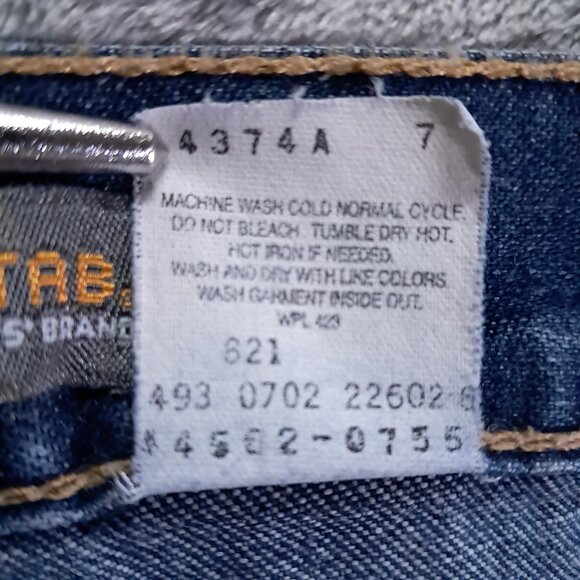 4374A 7
MACHINE WASH COLD NORMAL CYCLE.
DO NOT BLEACH. TUMBLE DRY HOT.
HOT IRON IF NEEDED.
WASH AND DRY WITH LIKE COLORS.
WASH GARMENT INSIDE OUT.
WPL 423
TAB
S' BRAND
821
493 0702 22602